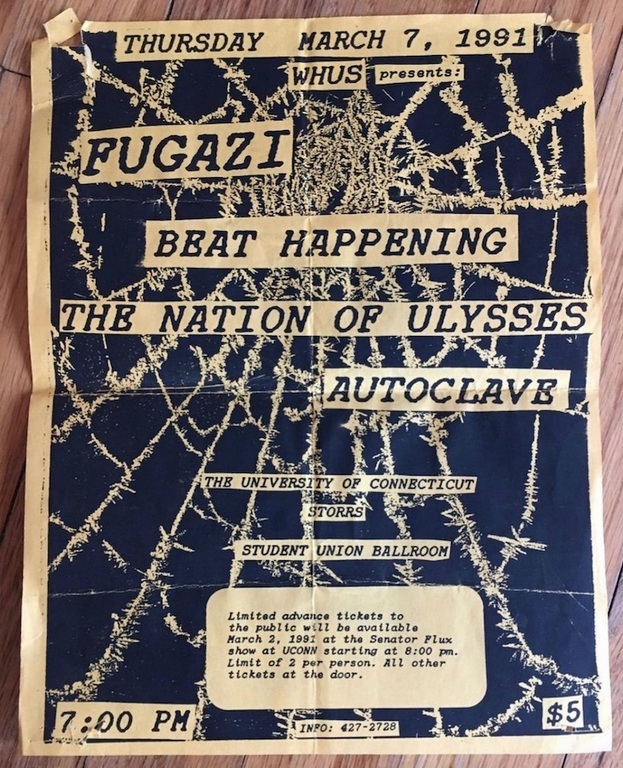 THURSDAY MARCH 7, 1991
WHUS presents:
FUGAZI
BEAT HAPPENING
THE NATION OF ULYSSES
AUTOCLAVE
THE UNIVERSITY OF CONNECTICUT
STORRS
STUDENT UNION BALLROOM
Limited advance tickets to
the public will be available
March 2, 1991 at the Senator Flux
show at UCONN starting at 8:00 pm.
Limit of 2 per person. All other
tickets at the door.
7:00 PM
INFO: 427-2728
$5